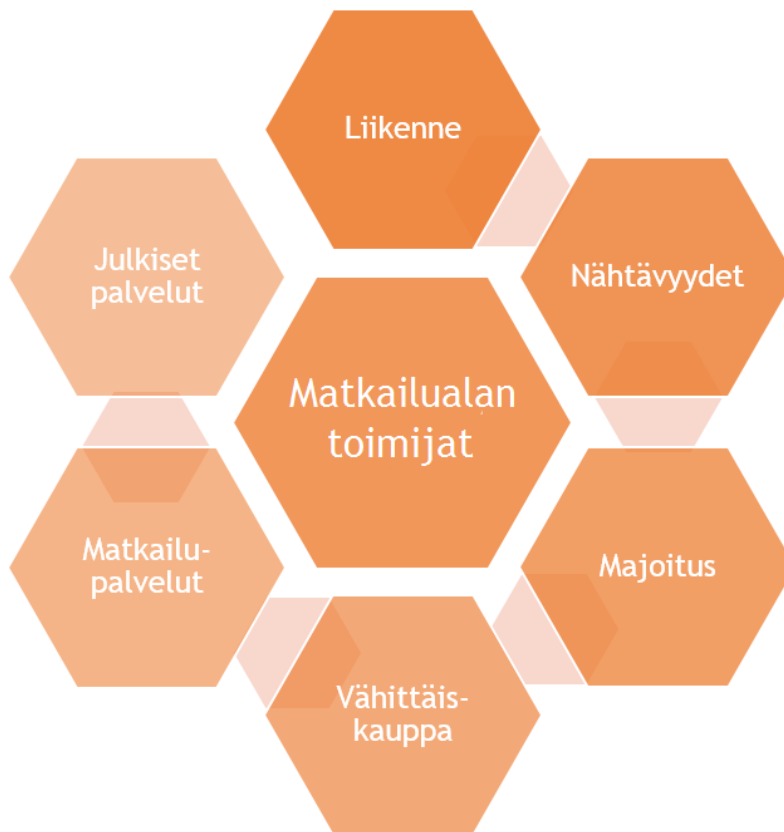 Liikenne
Nähtävyydet
Majoitus
Vähittäis-
kauppa
Matkailu-
palvelut
Julkiset
palvelut
Matkailualan
toimijat